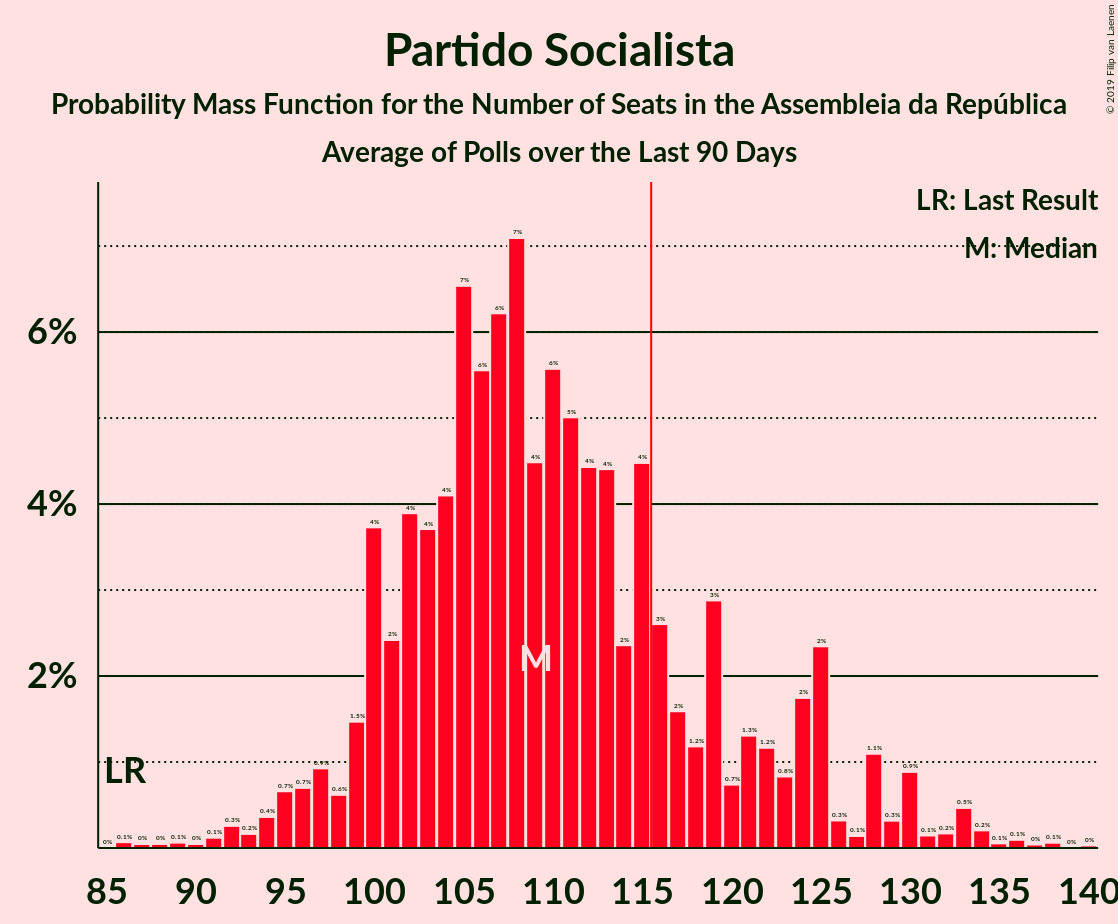 Partido Socialista
Probability Mass Function for the Number of Seats in the Assembleia da República
Average of Polls over the Last 90 Days
© 2019 Filip van Laenen
LR: Last Result
M: Median
6%
4%
2%
LR
M
0% 0.1% 0% 0% 0.1% 0% 0.1% 0.3% 0.2% 0.4% 0.7% 0.7% 0.9% 0.6% 1.5% 4% 2% 4% 4% 4% 7% 6% 6% 7% 4% 6% 5% 4% 4% 2% 4% 3% 2% 1.2% 3% 0.7% 1.3% 1.2% 0.8% 2% 2% 0.3% 0.1% 1.1% 0.3% 0.9% 0.1% 0.2% 0.5% 0.2% 0.1% 0.1% 0% 0.1% 0% 0%
85 90 95 100 105 110 115 120 125 130 135 140